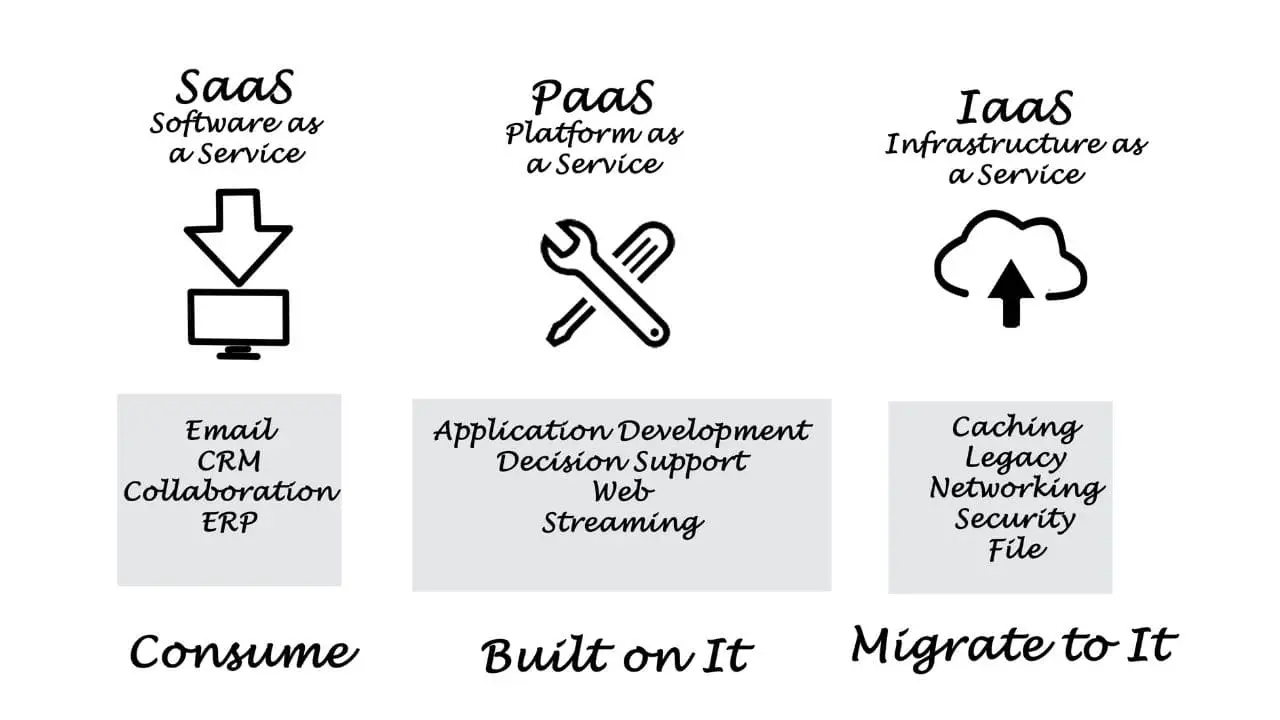 SaaS
Software as
a Service
PaaS
Platform as
a Service
IaaS
Infrastructure as
a Service
Email
CRM
Collaboration
ERP
Application Development
Decision Support
Web
Streaming
Caching
Legacy
Networking
Security
File
Consume
Built on It
Migrate to It